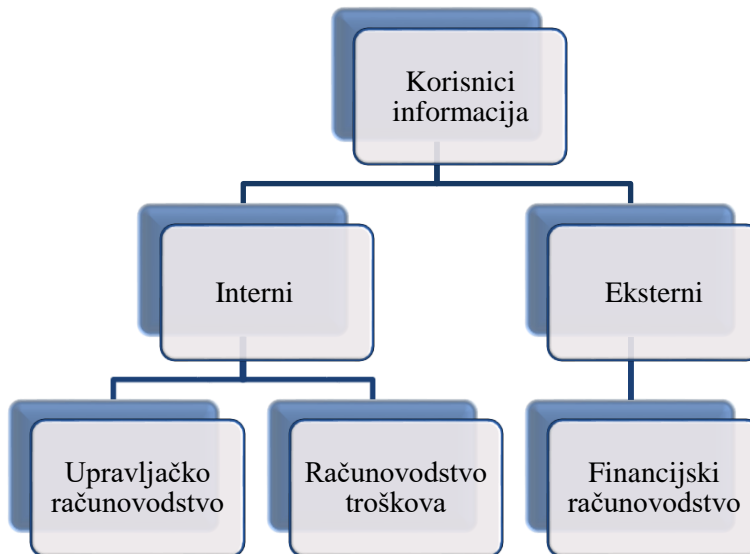 Korisnici
informacija
Interni
Eksterni
Upravljačko
računovodstvo
Računovodstvo
troškova
Financijski
računovodstvo